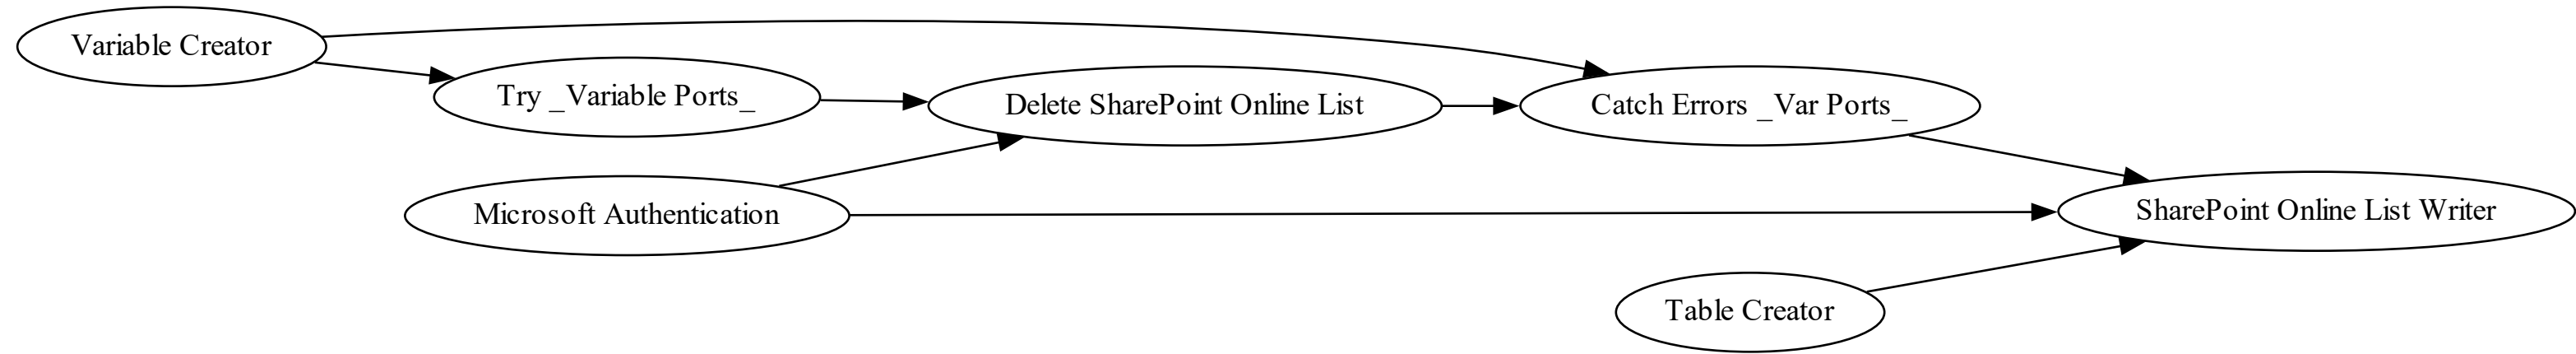 Variable Creator
Try _Variable Ports_
Delete SharePoint Online List
Catch Errors _Var Ports_
Microsoft Authentication
SharePoint Online List Writer
Table Creator